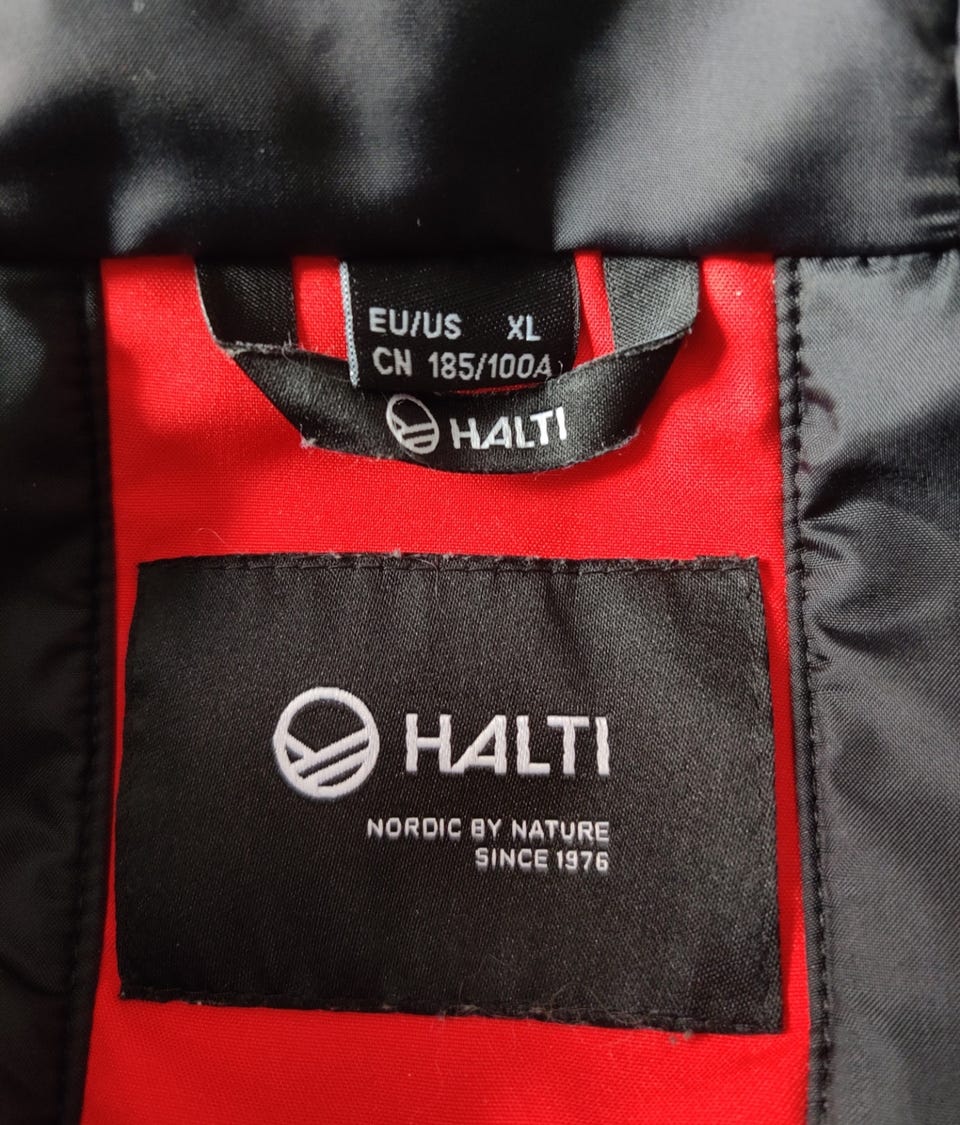 EU/US XL
CN 185/100A
HALTI
HALTI
NORDIC BY NATURE
SINCE 1976